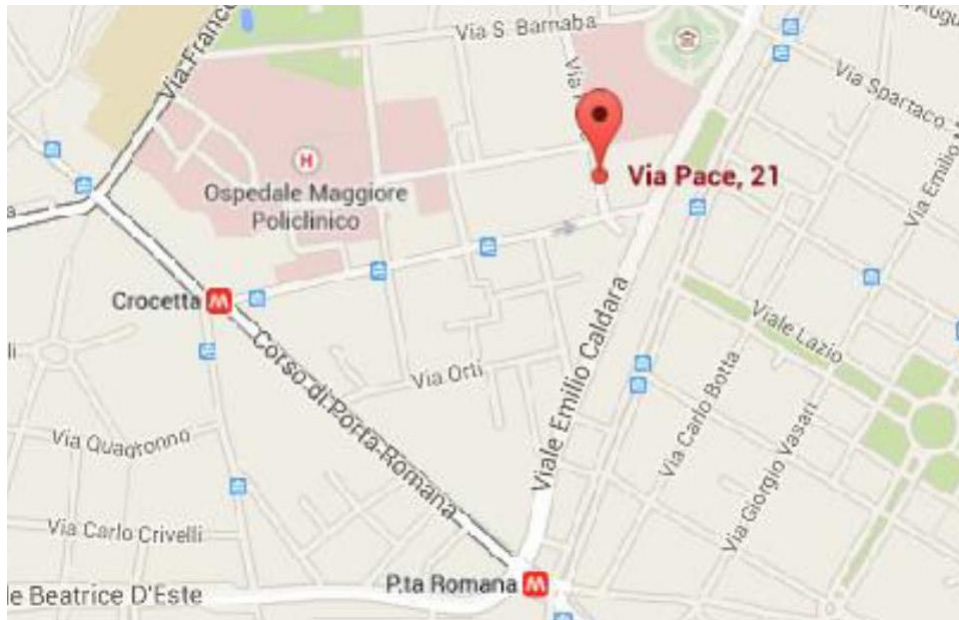 Via S. Barnaba
Via Spartaco
Via Pace, 21
H
Ospedale Maggiore
Policlinico
Via Emilio
Crocetta
M
Viale Lazio
Via Orti
Viale Emilio Caldara
Corso di Porta Romana
Via Carlo Botta
Via Giorgio Vasari
Via Quadronno
Via Carlo Crivelli
P.ta Romana
M
e Beatrice D'Este